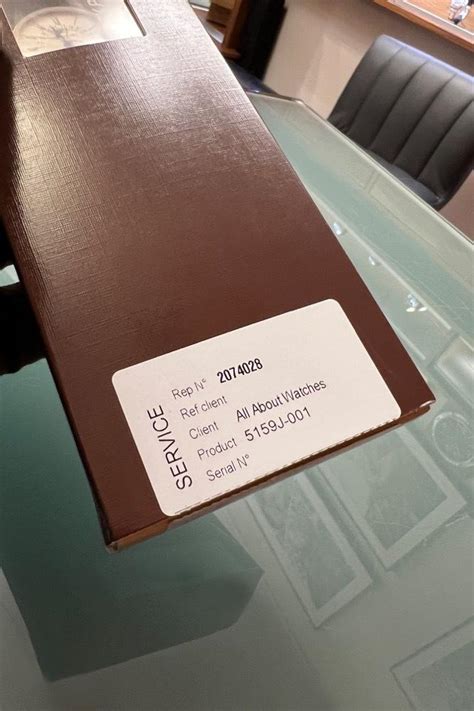 SERVICE
Rep N° 2074028
Ref client
Client All About Watches
Product 5159J-001
Serial N°